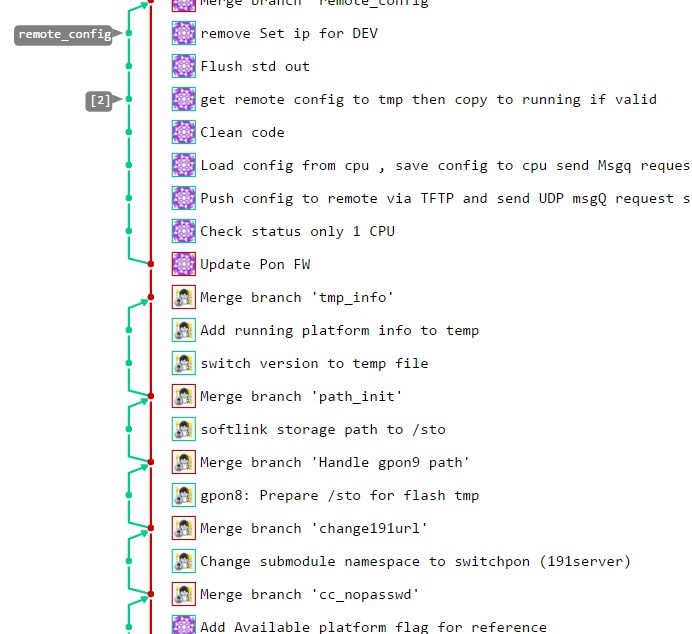 Merge branch 'remote_config'
remote_config
remove Set ip for DEV
Flush std out
[2]
get remote config to tmp then copy to running if valid
Clean code
Load config from cpu , save config to cpu send Msgq reques
Push config to remote via TFTP and send UDP msgQ request s
Check status only 1 CPU
Update Pon FW
Merge branch 'tmp_info'
Add running platform info to temp
switch version to temp file
Merge branch 'path_init'
softlink storage path to /sto
Merge branch 'Handle gpon9 path'
gpon8: Prepare /sto for flash tmp
Merge branch 'change191url'
Change submodule namespace to switchpon (191server)
Merge branch 'cc_nopasswd'
Add Available platform flag for reference